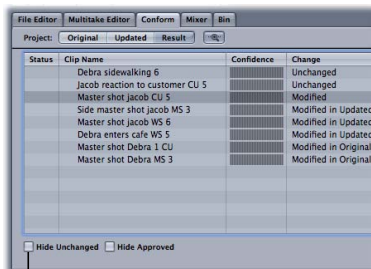 File Editor Multitake Editor Conform Mixer Bin
Project: Original Updated Result
Status Clip Name Confidence Change
Debra sidewalking 6 Unchanged
Jacob reaction to customer CU 5 Unchanged
Master shot jacob CU 5 Modified
Side master shot jacob MS 3 Modified in Updated
Master shot jacob WS 6 Modified in Updated
Debra enters cafe WS 5 Modified in Updated
Master shot Debra 1 CU Modified in Original
Master shot Debra MS 3 Modified in Original
Hide Unchanged Hide Approved